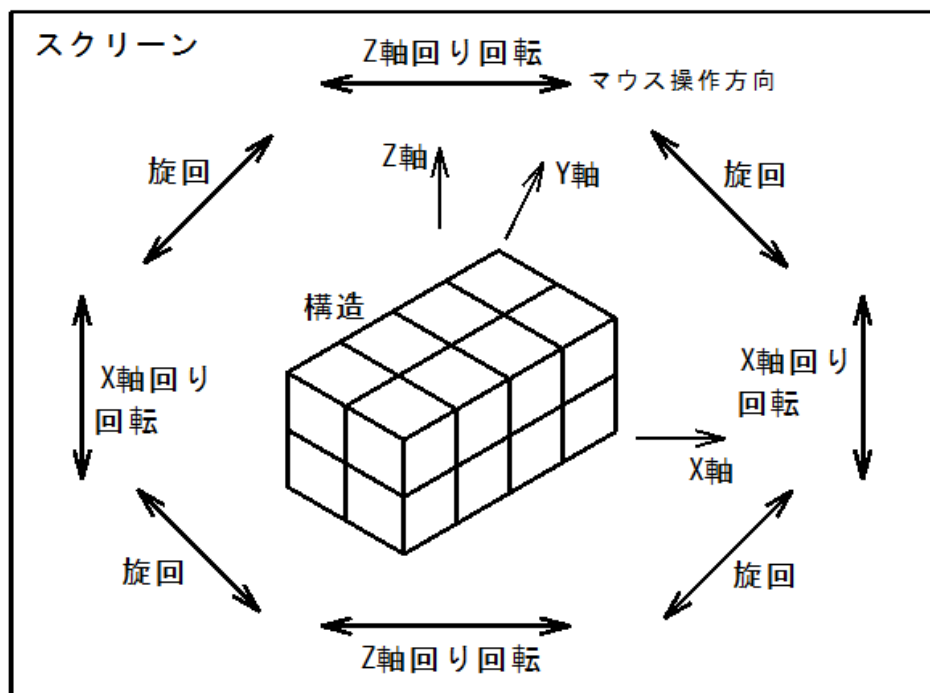 スクリーン
Z軸回り回転
マウス操作方向
旋回
Z軸
Y軸
旋回
構造
X軸回り
回転
X軸回り
回転
X軸
旋回
旋回
Z軸回り回転